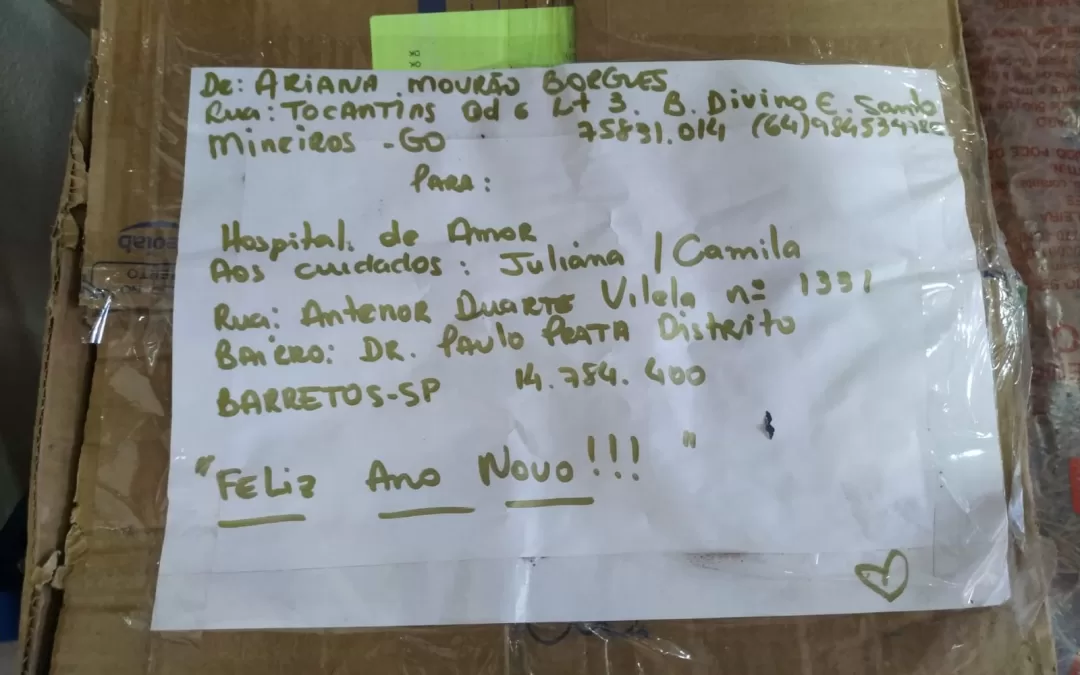 De: ARIANA MOURÃO BORGUES
Rua: TOCANTINS Qd 6 Lt 3. B. Divino E. Santo
Mineiros - GO 75831.014 (64)
PARA:
Hospital de Amor
Aos cuidados: Juliana / Camila
Rua: Antenor Duarte Vilela nº 1331
Bairro: DR. Paulo Prata Distrito
BARRETOS-SP 14.784.400
"Feliz Ano Novo!!!"